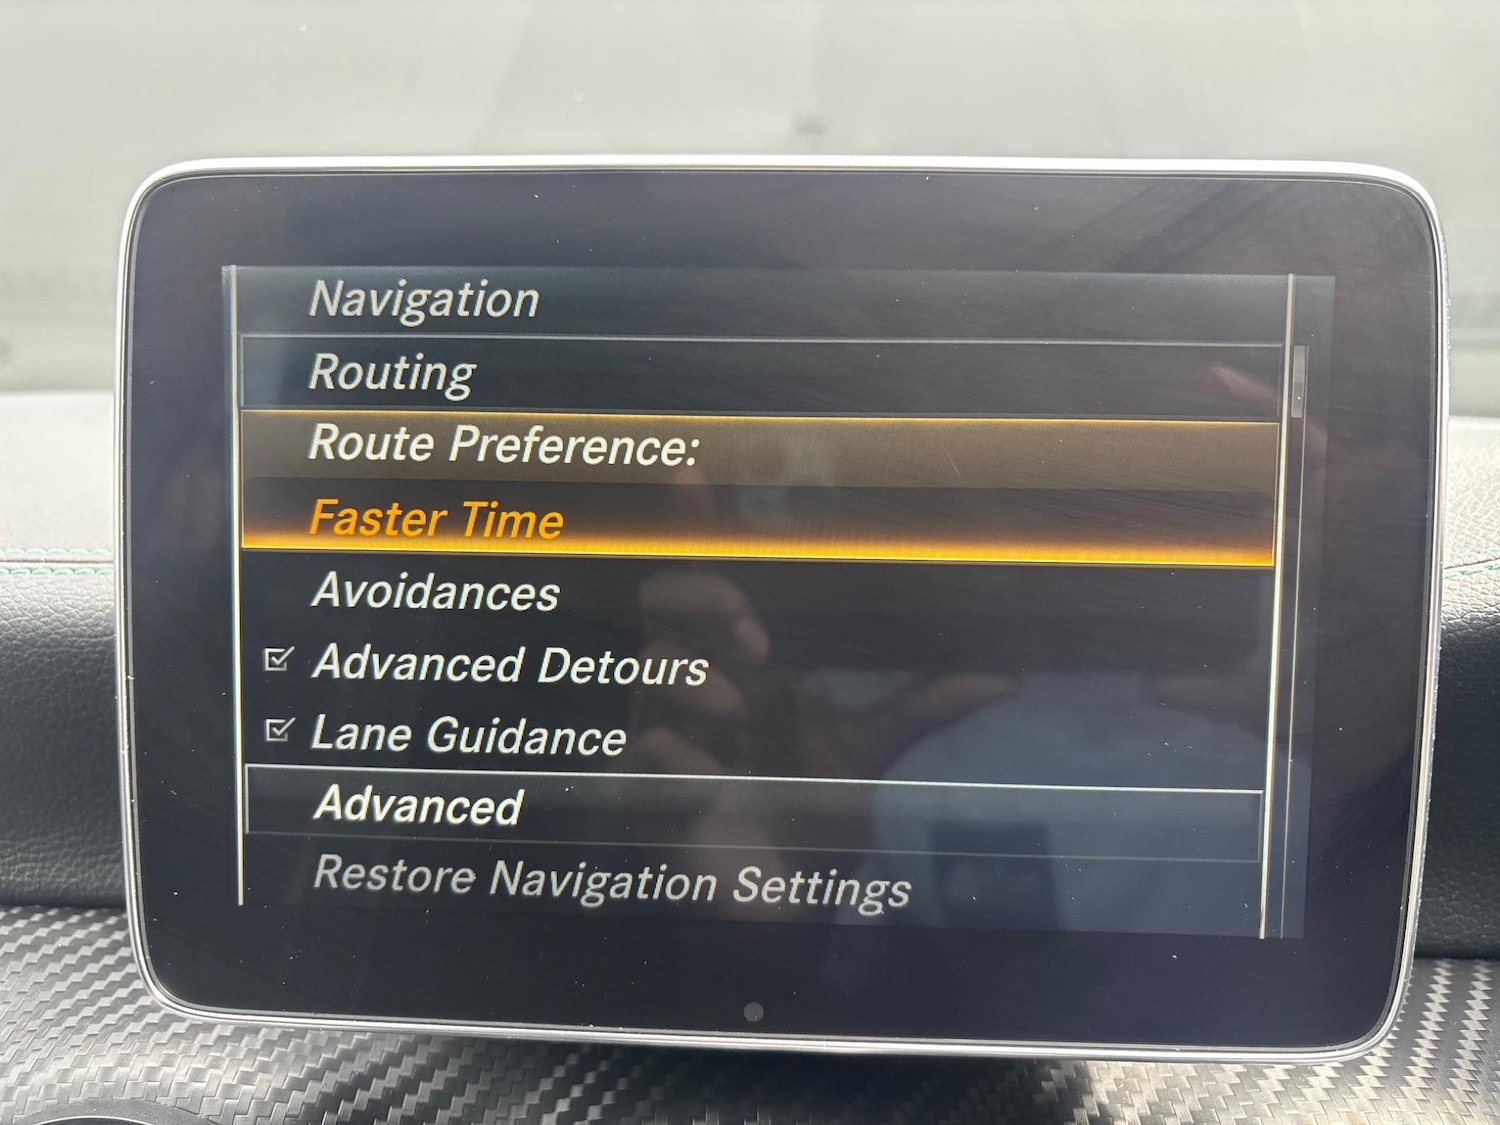 Navigation
Routing
Route Preference:
Faster Time
Avoidances
Advanced Detours
Lane Guidance
Advanced
Restore Navigation Settings